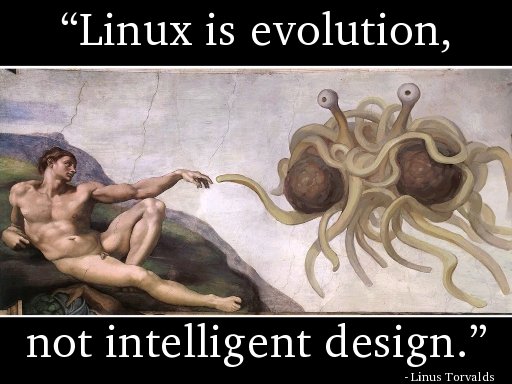 “Linux is evolution,
not intelligent design.”
- Linus Torvalds